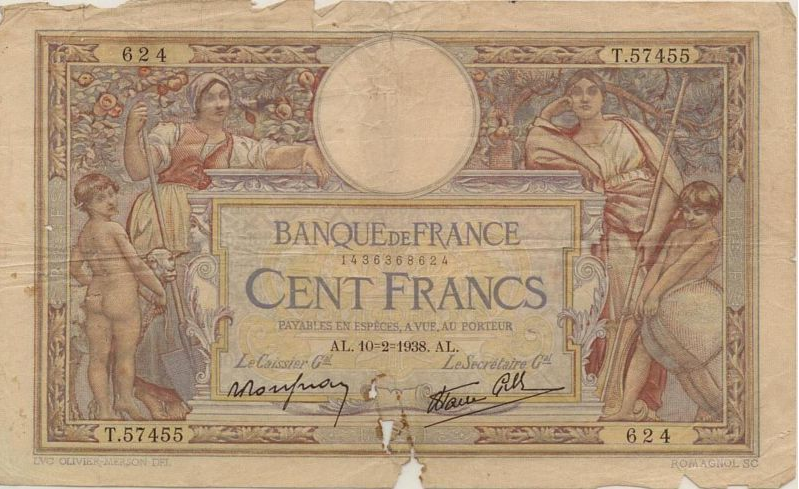 624
T.57455
BANQUE DE FRANCE
1436368624
CENT FRANCS
PAYABLES EN ESPÈCES, A VUE, AU PORTEUR
AL. 10=2=1938. AL.
Le Caissier Gal
Le Secrétaire Gal
T.57455
624
LVC OLIVIER-MERSON DEL.
ROMAGNOL SC